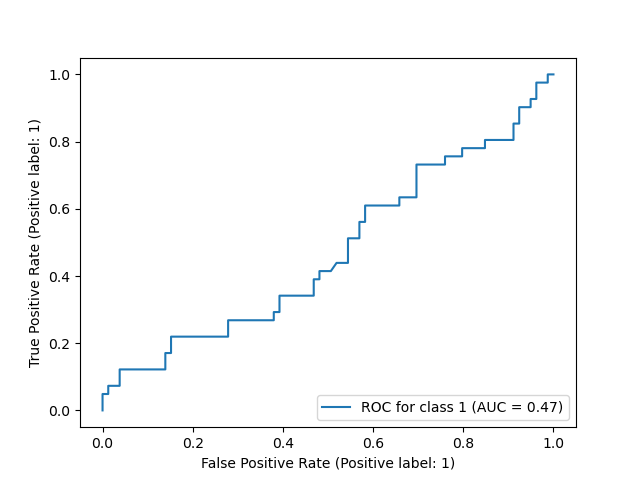 1.0
0.8
0.6
0.4
0.2
0.0
True Positive Rate (Positive label: 1)
ROC for class 1 (AUC = 0.47)
0.0 0.2 0.4 0.6 0.8 1.0
False Positive Rate (Positive label: 1)